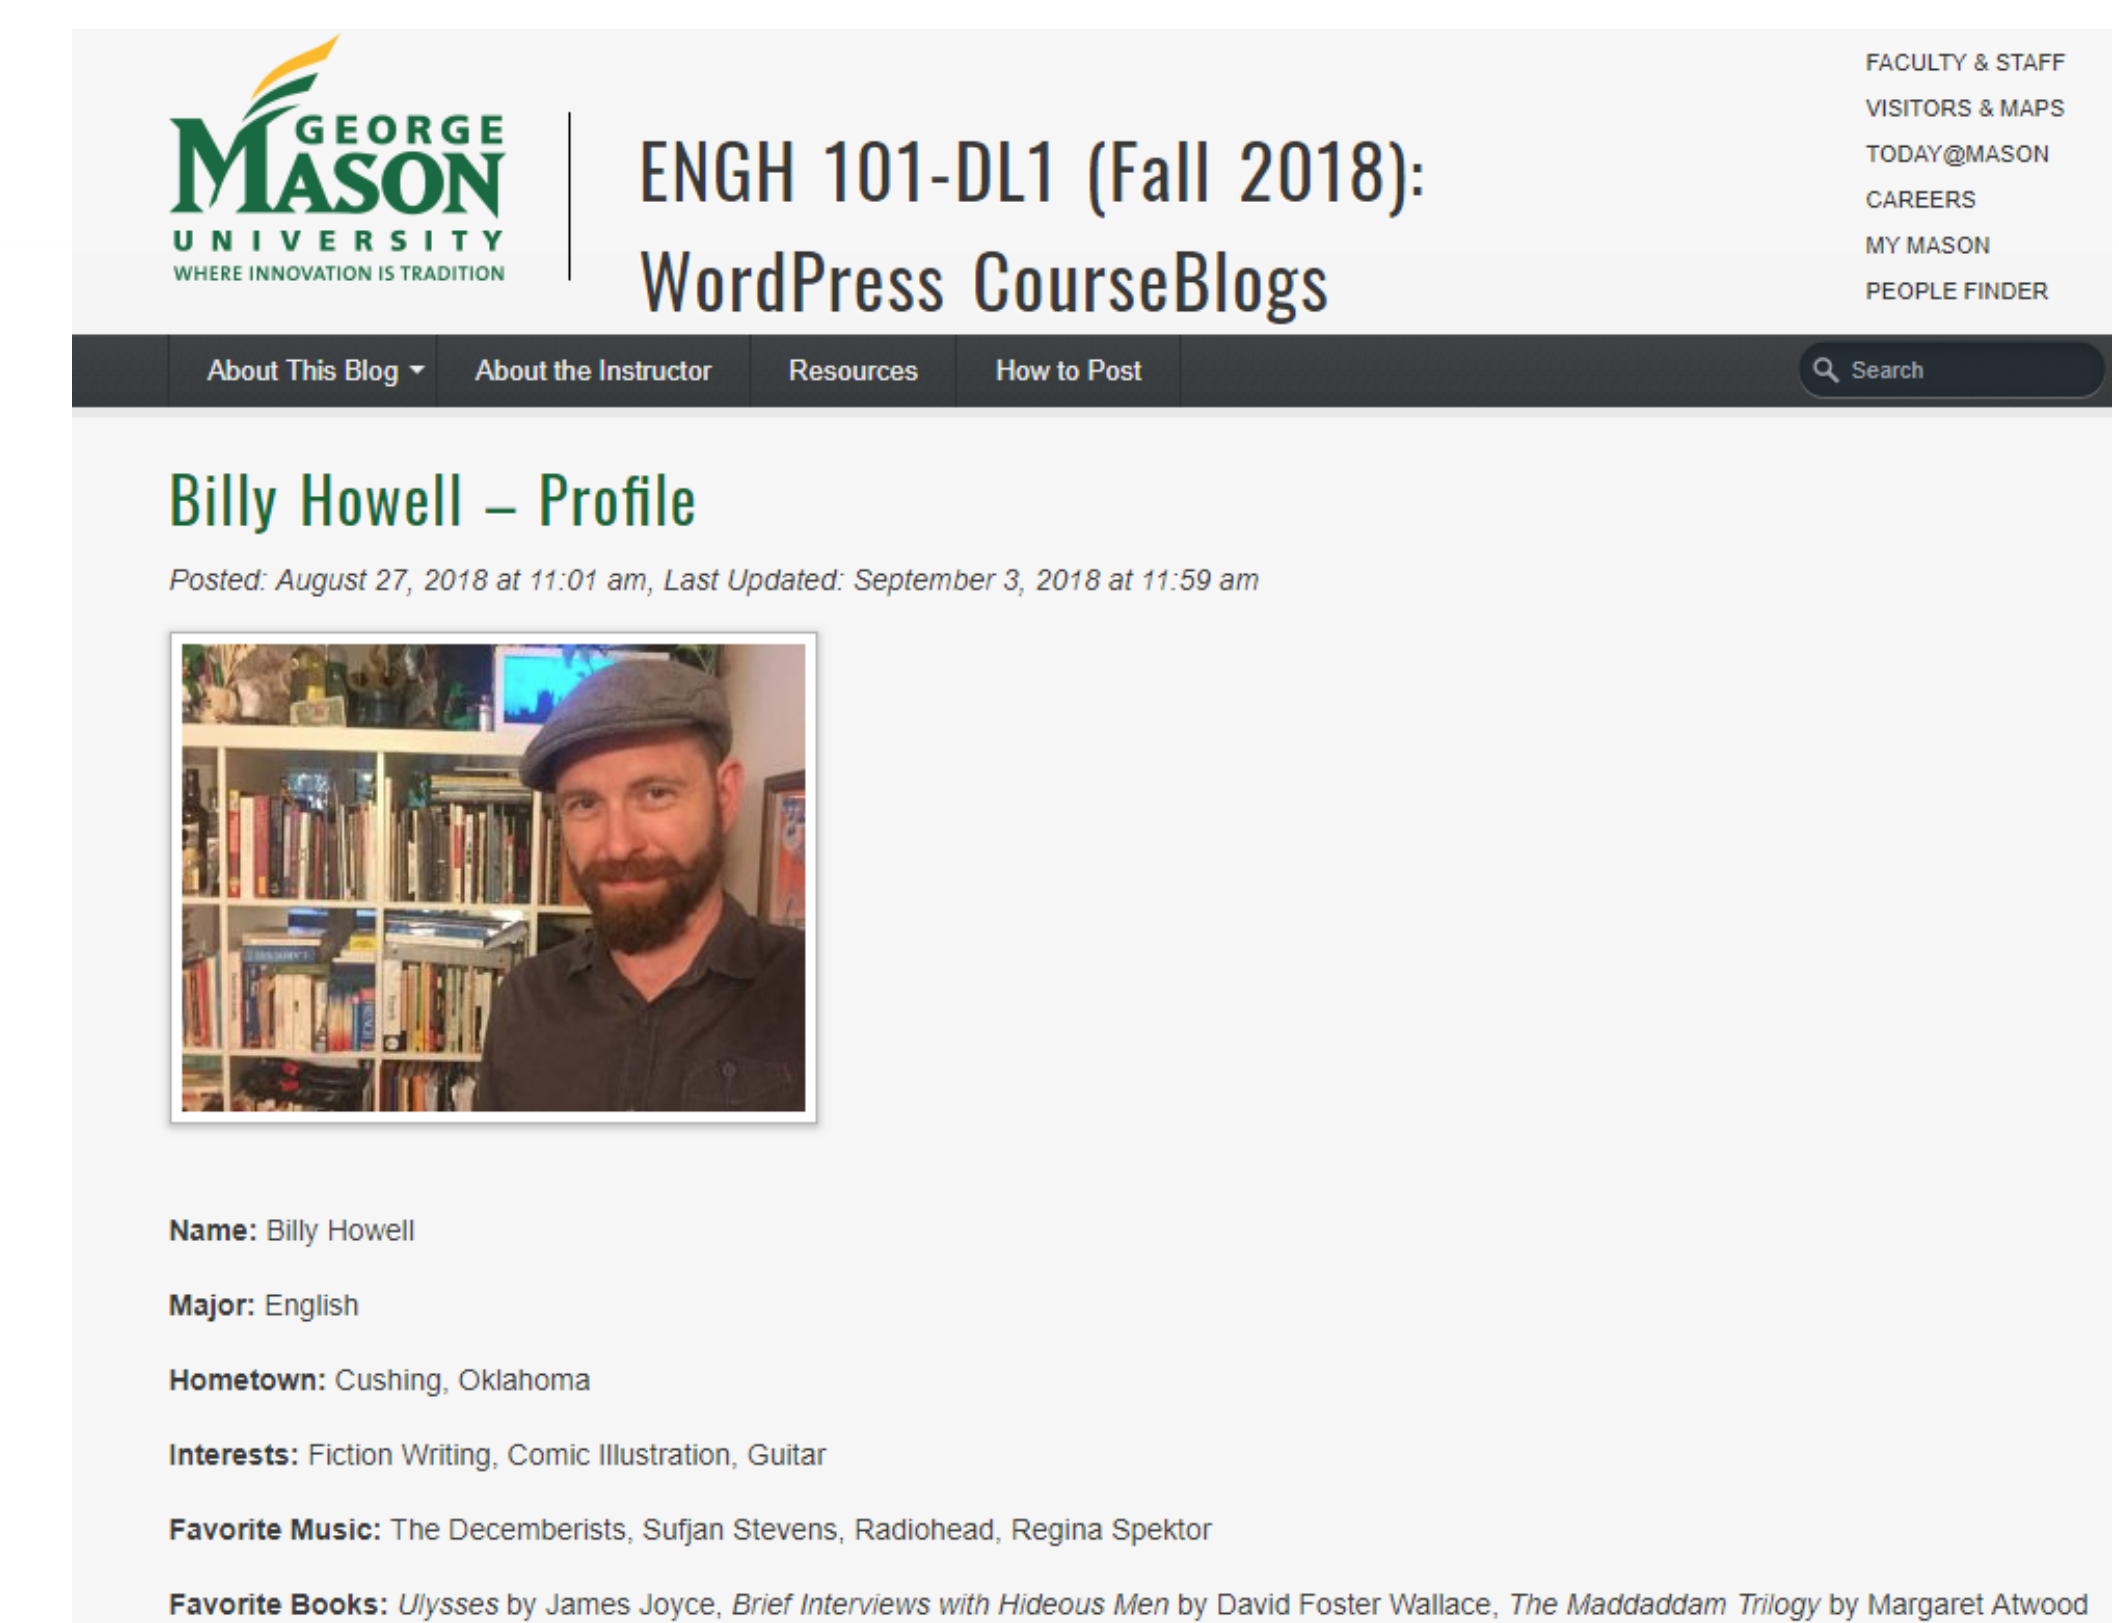 GEORGE
MASON
UNIVERSITY
WHERE INNOVATION IS TRADITION
ENGH 101-DL1 (Fall 2018):
WordPress CourseBlogs
FACULTY & STAFF
VISITORS & MAPS
TODAY@MASON
CAREERS
MY MASON
PEOPLE FINDER
About This Blog
About the Instructor
Resources
How to Post
Search
Billy Howell – Profile
Posted: August 27, 2018 at 11:01 am, Last Updated: September 3, 2018 at 11:59 am
Name: Billy Howell
Major: English
Hometown: Cushing, Oklahoma
Interests: Fiction Writing, Comic Illustration, Guitar
Favorite Music: The Decemberists, Sufjan Stevens, Radiohead, Regina Spektor
Favorite Books: Ulysses by James Joyce, Brief Interviews with Hideous Men by David Foster Wallace, The Maddaddam Trilogy by Margaret Atwood